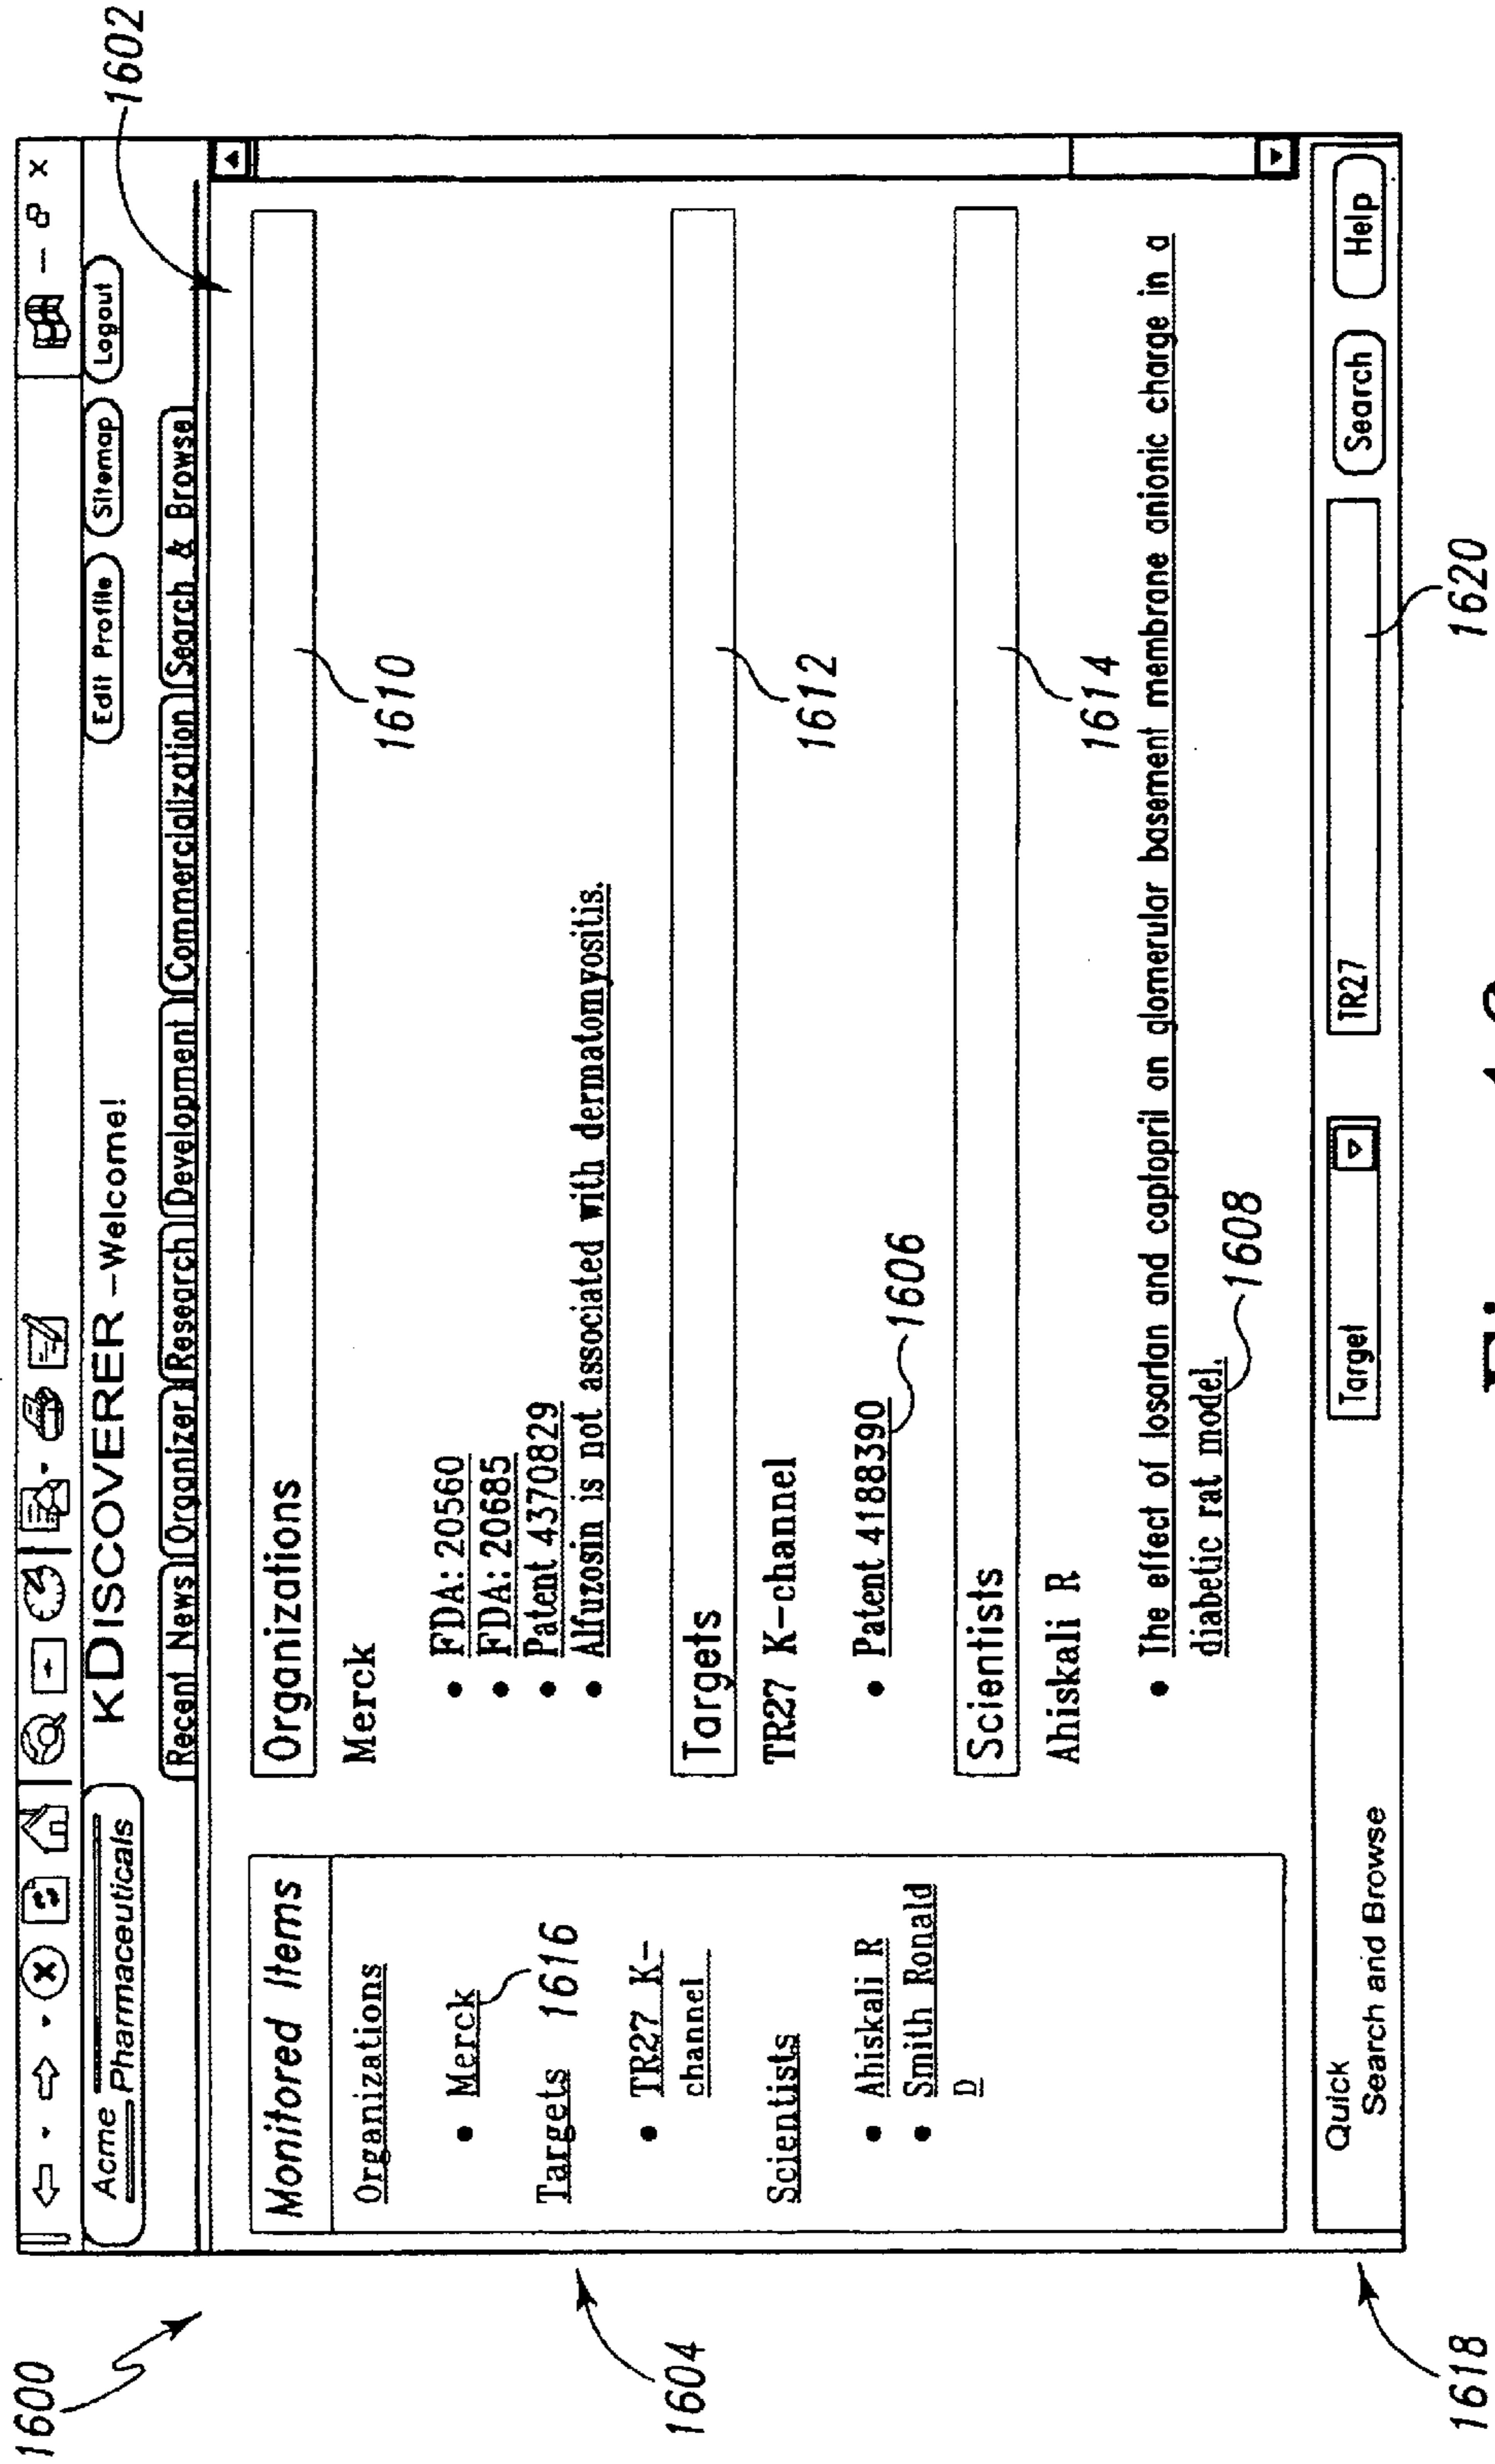 1600
1602
Acme Pharmaceuticals
KDISCOVERER-Welcome!
Edit Profile Sitemap Logout
Recent News Organizer Research Development Commercialization Search & Browse
Monitored Items
Organizations
• Merck
1616
Targets
• TR27 K-
channel
Scientists
• Ahiskali R
• Smith Ronald
D
1604
Organizations
1610
Merck
• FDA: 20560
• FDA: 20685
• Patent 4370829
• Alfuzosin is not associated with dermatomyositis.
Targets
1612
TR27 K-channel
• Patent 4188390
1606
Scientists
1614
Ahiskali R
• The effect of losartan and captopril on glomerular basement membrane anionic charge in a
diabetic rat model.
1608
Quick
Search and Browse
Target
TR27
Search
Help
1618
1620